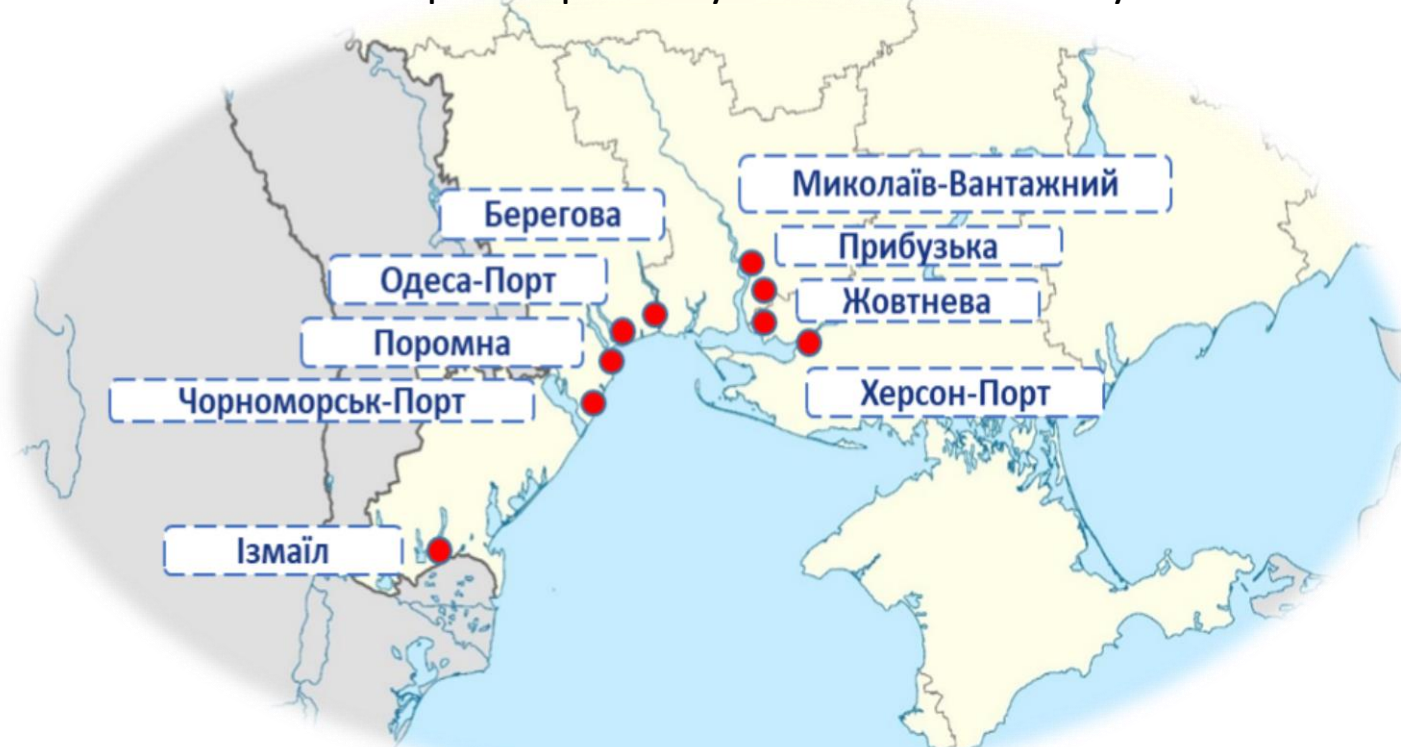 Миколаїв-Вантажний
Берегова
Прибузька
Одеса-Порт
Жовтнева
Поромна
Чорноморськ-Порт
Херсон-Порт
Ізмаїл